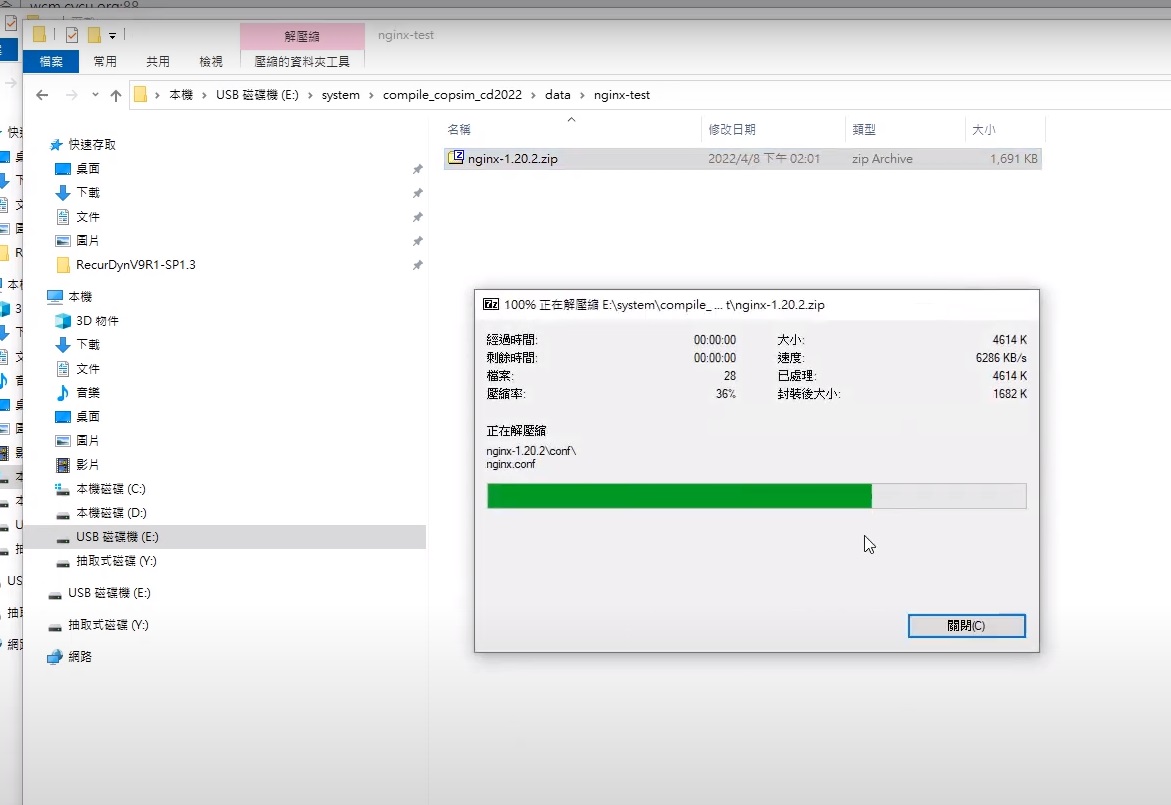 wcm.cycu.org:88
解壓縮
nginx-test
檔案
常用
共用
檢視
壓縮的資料夾工具
本機 › USB 磁碟機 (E:) › system › compile_copsim_cd2022 › data › nginx-test
名稱
修改日期
類型
大小
nginx-1.20.2.zip
2022/4/8 下午 02:01
zip Archive
1,691 KB
快速存取
桌面
下載
文件
圖片
RecurDynV9R1-SP1.3
本機
3D 物件
下載
文件
音樂
桌面
圖片
影片
本機磁碟 (C:)
本機磁碟 (D:)
USB 磁碟機 (E:)
抽取式磁碟 (Y:)
USB 磁碟機 (E:)
抽取式磁碟 (Y:)
網路
100% 正在解壓縮 E:\system\compile_ ... t\nginx-1.20.2.zip
經過時間: 00:00:00 大小: 4614 K
剩餘時間: 00:00:00 速度: 6286 KB/s
檔案: 28 已處理: 4614 K
壓縮率: 36% 封裝後大小: 1682 K
正在解壓縮
nginx-1.20.2\conf\
nginx.conf
關閉(C)